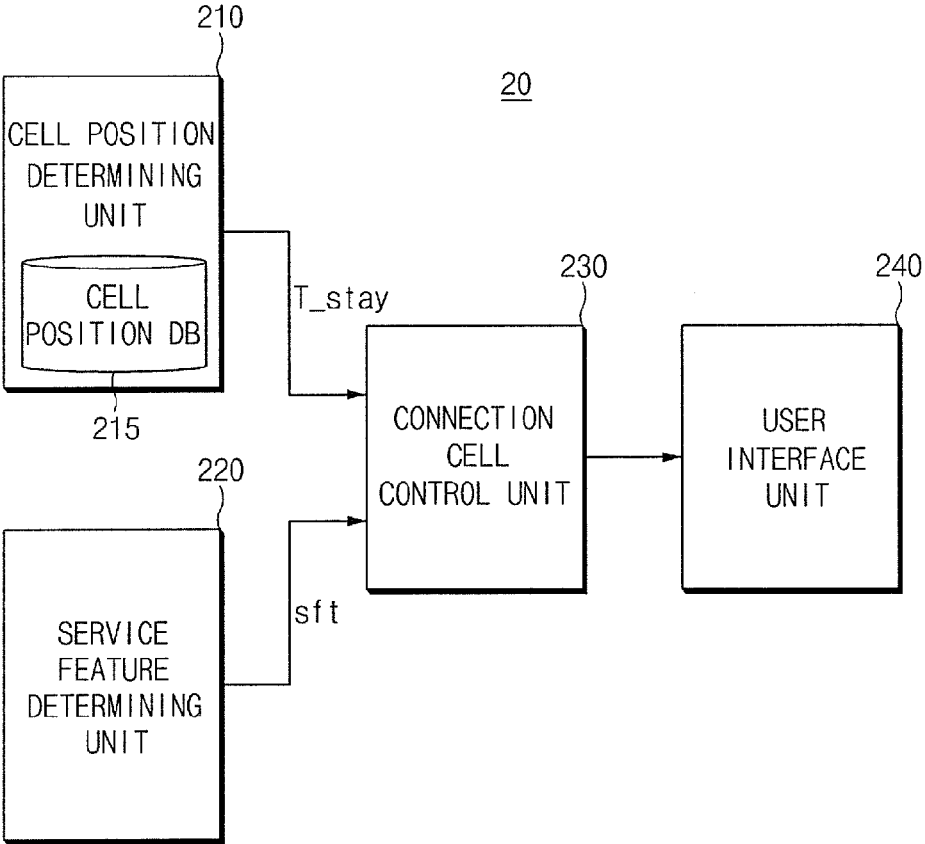 210
20
CELL POSITION
DETERMINING
UNIT
CELL
POSITION DB
215
T_stay
230
240
CONNECTION
CELL
CONTROL UNIT
USER
INTERFACE
UNIT
220
sft
SERVICE
FEATURE
DETERMINING
UNIT